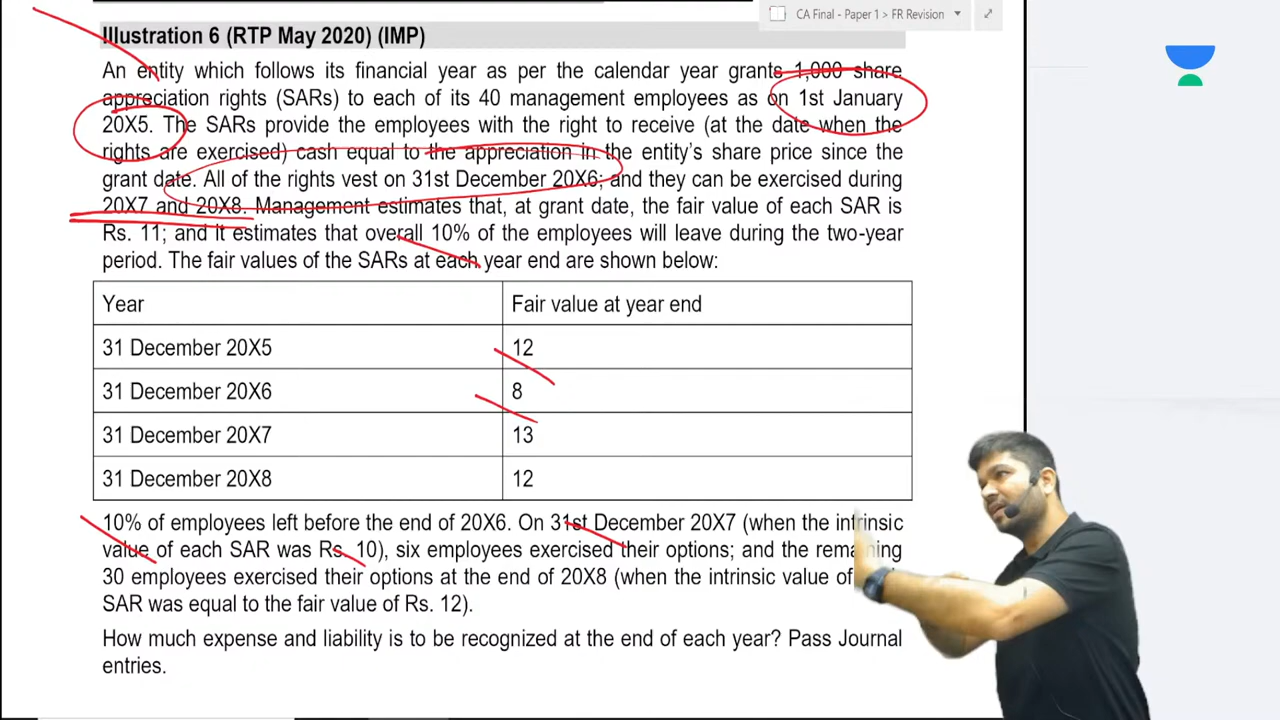 CA Final - Paper 1 > FR Revision
Illustration 6 (RTP May 2020) (IMP)
An entity which follows its financial year as per the calendar year grants 1,000 share
appreciation rights (SARs) to each of its 40 management employees as on 1st January
20X5. The SARs provide the employees with the right to receive (at the date when the
rights are exercised) cash equal to the appreciation in the entity's share price since the
grant date. All of the rights vest on 31st December 20X6; and they can be exercised during
20X7 and 20X8. Management estimates that, at grant date, the fair value of each SAR is
Rs. 11; and it estimates that overall 10% of the employees will leave during the two-year
period. The fair values of the SARs at each year end are shown below:
Year Fair value at year end
31 December 20X5 12
31 December 20X6 8
31 December 20X7 13
31 December 20X8 12
10% of employees left before the end of 20X6. On 31st December 20X7 (when the intrinsic
value of each SAR was Rs. 10), six employees exercised their options; and the remaining
30 employees exercised their options at the end of 20X8 (when the intrinsic value of
SAR was equal to the fair value of Rs. 12).
How much expense and liability is to be recognized at the end of each year? Pass Journal
entries.